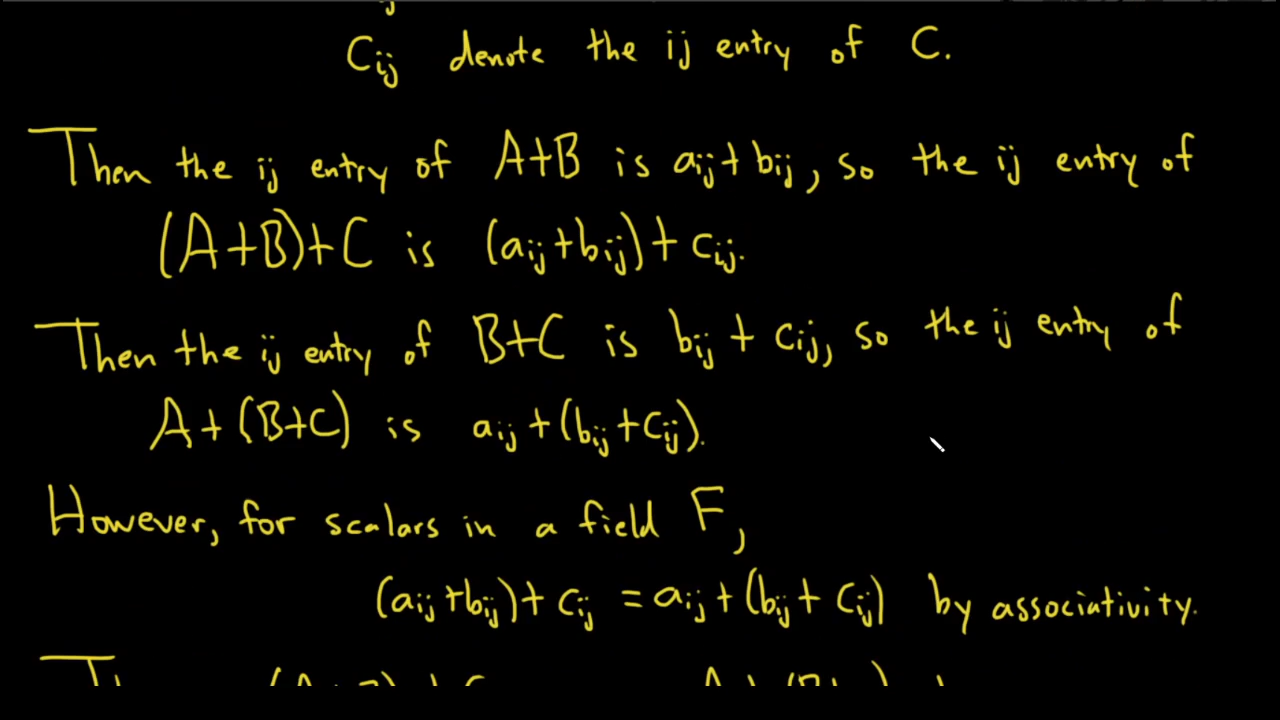 Cij denote the ij entry of C.
Then the ij entry of A+B is aij + bij, so the ij entry of
(A+B)+C is (aij+bij)+cij.
Then the ij entry of B+C is bij + cij, so the ij entry of
A+(B+C) is aij+(bij+cij).
However, for scalars in a field F,
(aij+bij)+cij = aij+(bij+cij) by associativity.